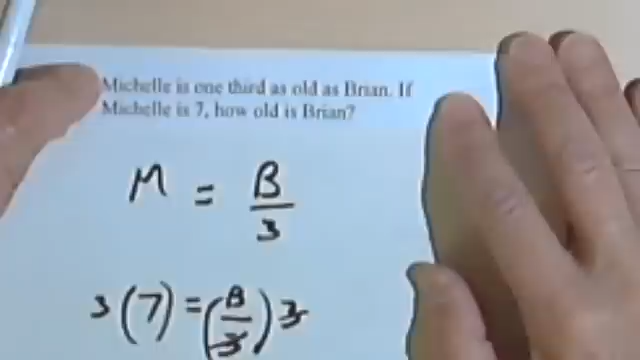 Michelle is one third as old as Brian. If
Michelle is 7, how old is Brian?
M = B/3
3(7) = (B/3)3